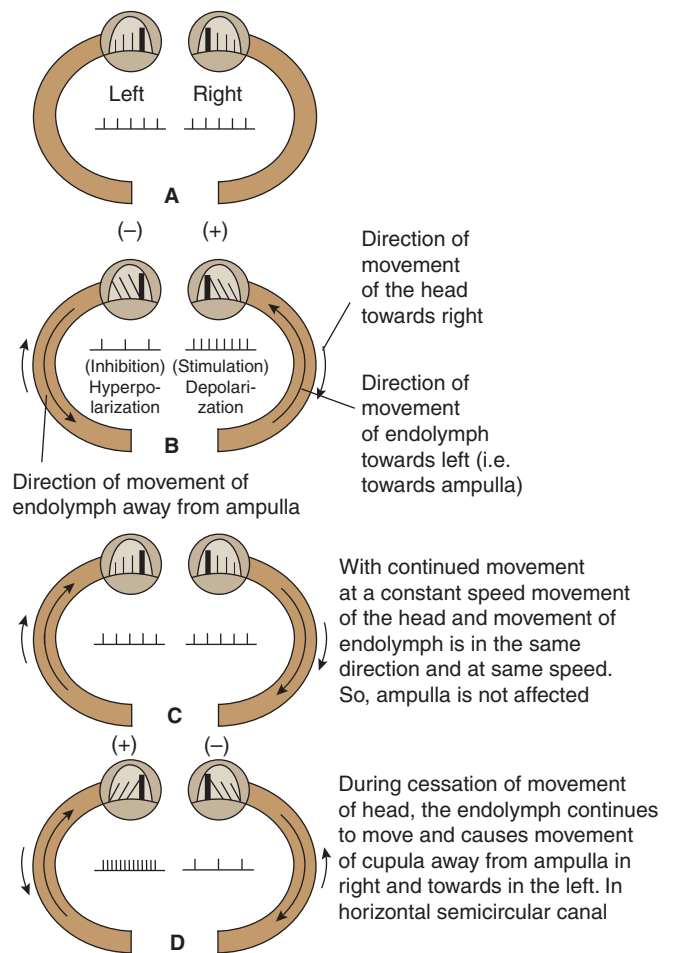 Left Right
A
(–) (+)
Direction of
movement
of the head
towards right
(Inhibition) (Stimulation)
Hyperpo- Depolari-
larization zation
Direction of
movement
of endolymph
towards left (i.e.
towards ampulla)
B
Direction of movement of
endolymph away from ampulla
With continued movement
at a constant speed movement
of the head and movement of
endolymph is in the same
direction and at same speed.
So, ampulla is not affected
C
(+) (–)
During cessation of movement
of head, the endolymph continues
to move and causes movement
of cupula away from ampulla in
right and towards in the left. In
horizontal semicircular canal
D